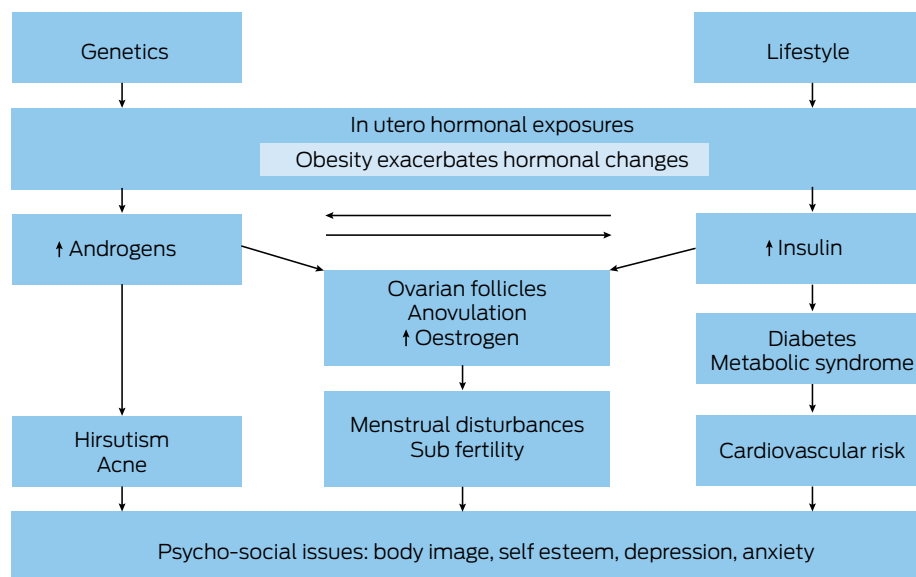 Genetics
Lifestyle
In utero hormonal exposures
Obesity exacerbates hormonal changes
↑ Androgens
↑ Insulin
Ovarian follicles
Anovulation
↑ Oestrogen
Diabetes
Metabolic syndrome
Hirsutism
Acne
Menstrual disturbances
Sub fertility
Cardiovascular risk
Psycho-social issues: body image, self esteem, depression, anxiety